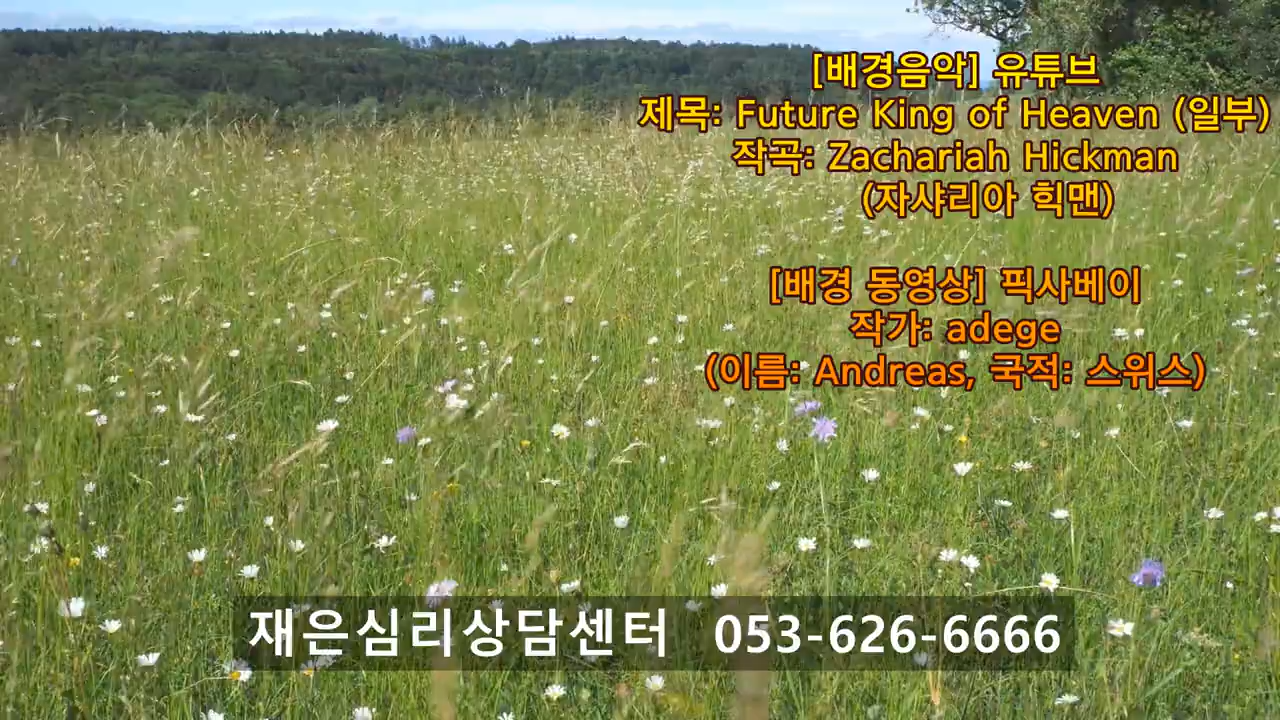 [배경음악] 유튜브
제목: Future King of Heaven (일부)
작곡: Zachariah Hickman
(자샤리아 힉맨)
[배경 동영상] 픽사베이
작가: adege
(이름: Andreas, 국적: 스위스)
재은심리상담센터 053-626-6666